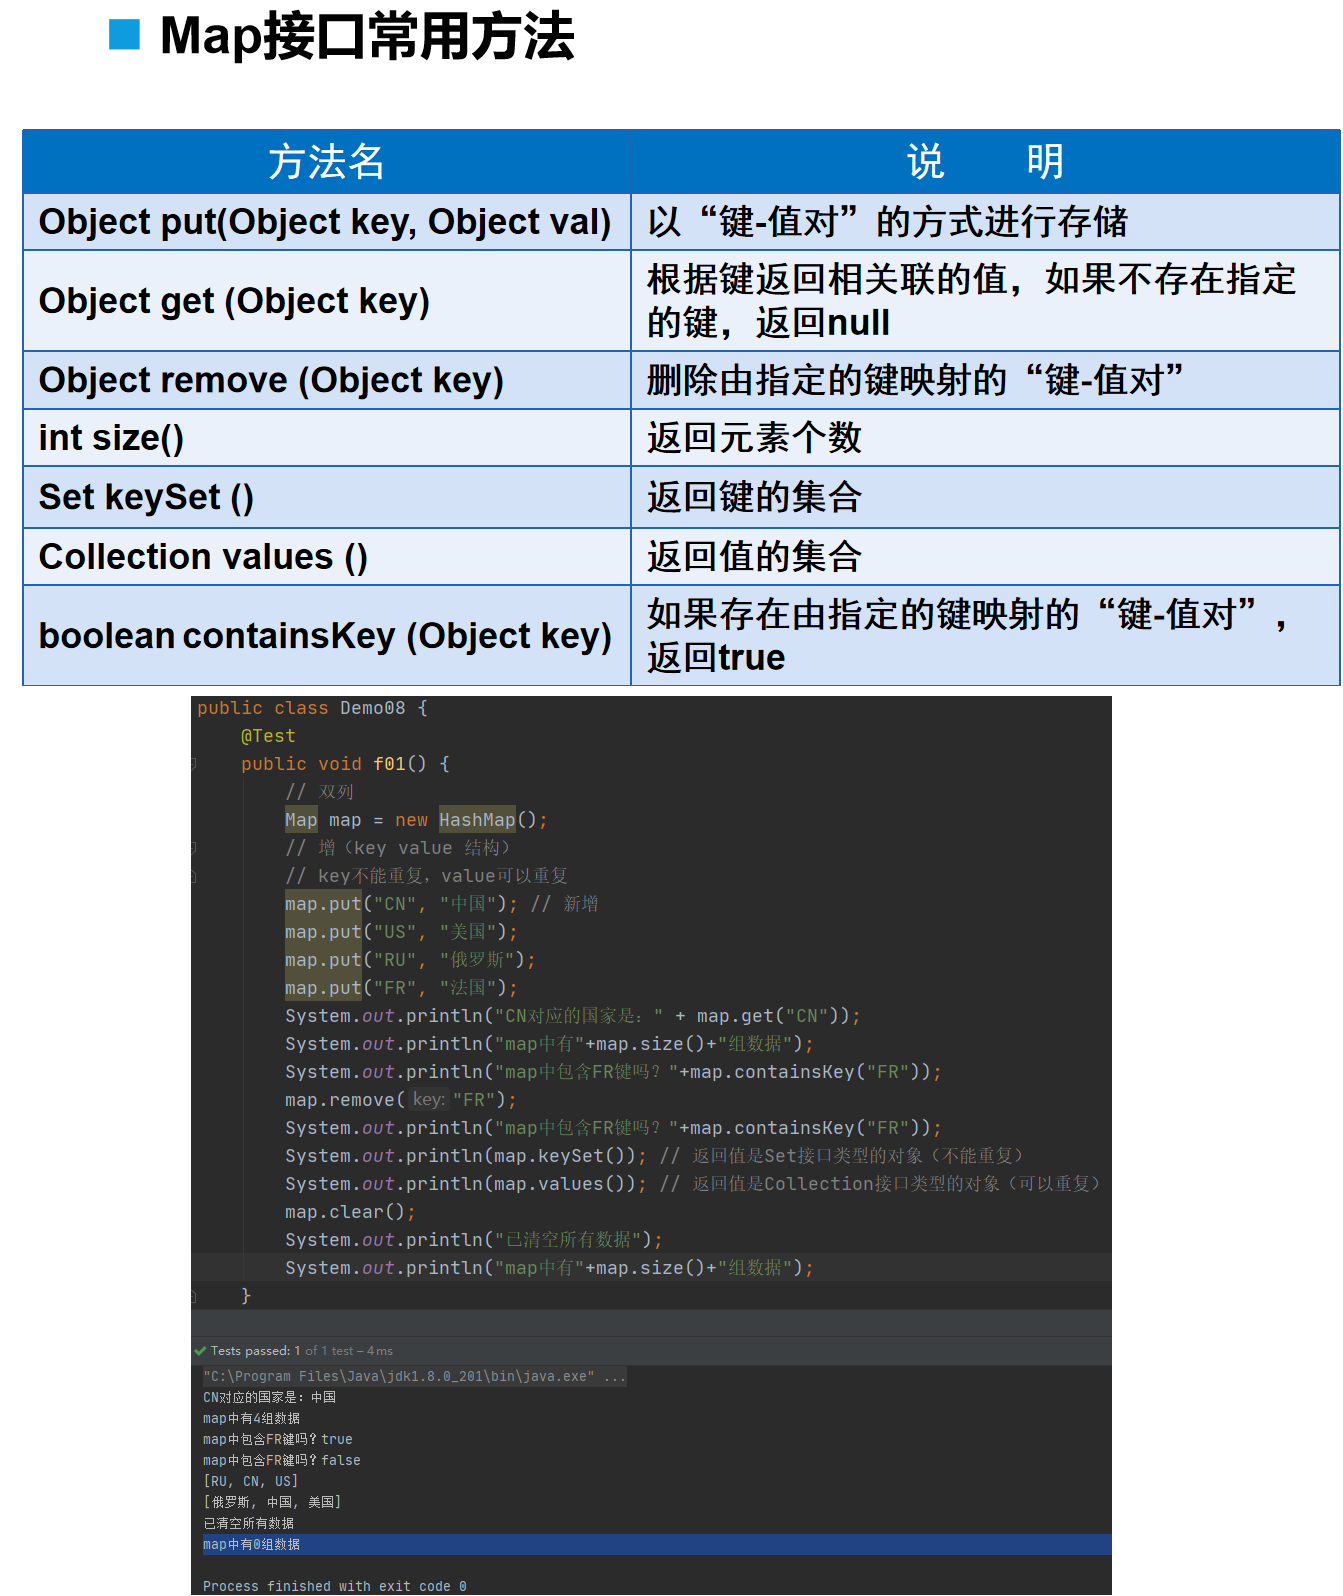 Map接口常用方法
方法名 说 明
Object put(Object key, Object val) 以“键-值对”的方式进行存储
Object get (Object key) 根据键返回相关联的值，如果不存在指定
的键，返回null
Object remove (Object key) 删除由指定的键映射的“键-值对”
int size() 返回元素个数
Set keySet () 返回键的集合
Collection values () 返回值的集合
boolean containsKey (Object key) 如果存在由指定的键映射的“键-值对”，
返回true
public class Demo08 {
@Test
public void f01() {
// 双列
Map map = new HashMap();
// 增（key value 结构）
// key不能重复，value可以重复
map.put("CN", "中国"); // 新增
map.put("US", "美国");
map.put("RU", "俄罗斯");
map.put("FR", "法国");
System.out.println("CN对应的国家是：" + map.get("CN"));
System.out.println("map中有"+map.size()+"组数据");
System.out.println("map中包含FR键吗？"+map.containsKey("FR"));
map.remove( key: "FR");
System.out.println("map中包含FR键吗？"+map.containsKey("FR"));
System.out.println(map.keySet()); // 返回值是Set接口类型的对象（不能重复）
System.out.println(map.values()); // 返回值是Collection接口类型的对象（可以重复）
map.clear();
System.out.println("已清空所有数据");
System.out.println("map中有"+map.size()+"组数据");
}
Tests passed: 1 of 1 test – 4 ms
"C:\Program Files\Java\jdk1.8.0_201\bin\java.exe" ...
CN对应的国家是：中国
map中有4组数据
map中包含FR键吗？true
map中包含FR键吗？false
[RU, CN, US]
[俄罗斯, 中国, 美国]
已清空所有数据
map中有0组数据
Process finished with exit code 0